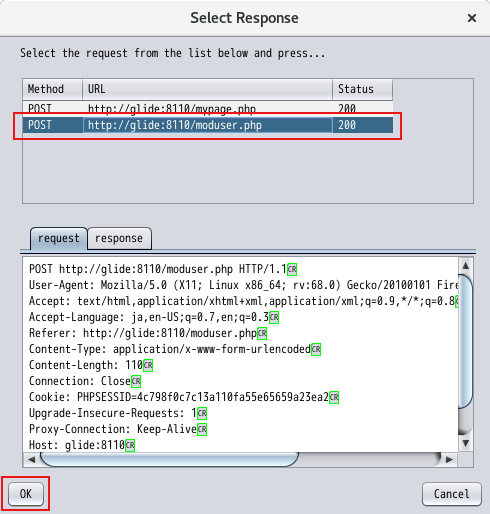 Select Response
Select the request from the list below and press...
Method URL Status
POST http://glide:8110/mypage.php 200
POST http://glide:8110/moduser.php 200
request response
POST http://glide:8110/moduser.php HTTP/1.1CR
User-Agent: Mozilla/5.0 (X11; Linux x86_64; rv:68.0) Gecko/20100101 Fire
Accept: text/html,application/xhtml+xml,application/xml;q=0.9,*/*;q=0.8CR
Accept-Language: ja,en-US;q=0.7,en;q=0.3CR
Referer: http://glide:8110/moduser.phpCR
Content-Type: application/x-www-form-urlencodedCR
Content-Length: 110CR
Connection: CloseCR
Cookie: PHPSESSID=4c798f0c7c13a110fa55e65659a23ea2CR
Upgrade-Insecure-Requests: 1CR
Proxy-Connection: Keep-AliveCR
Host: glide:8110CR
OK Cancel